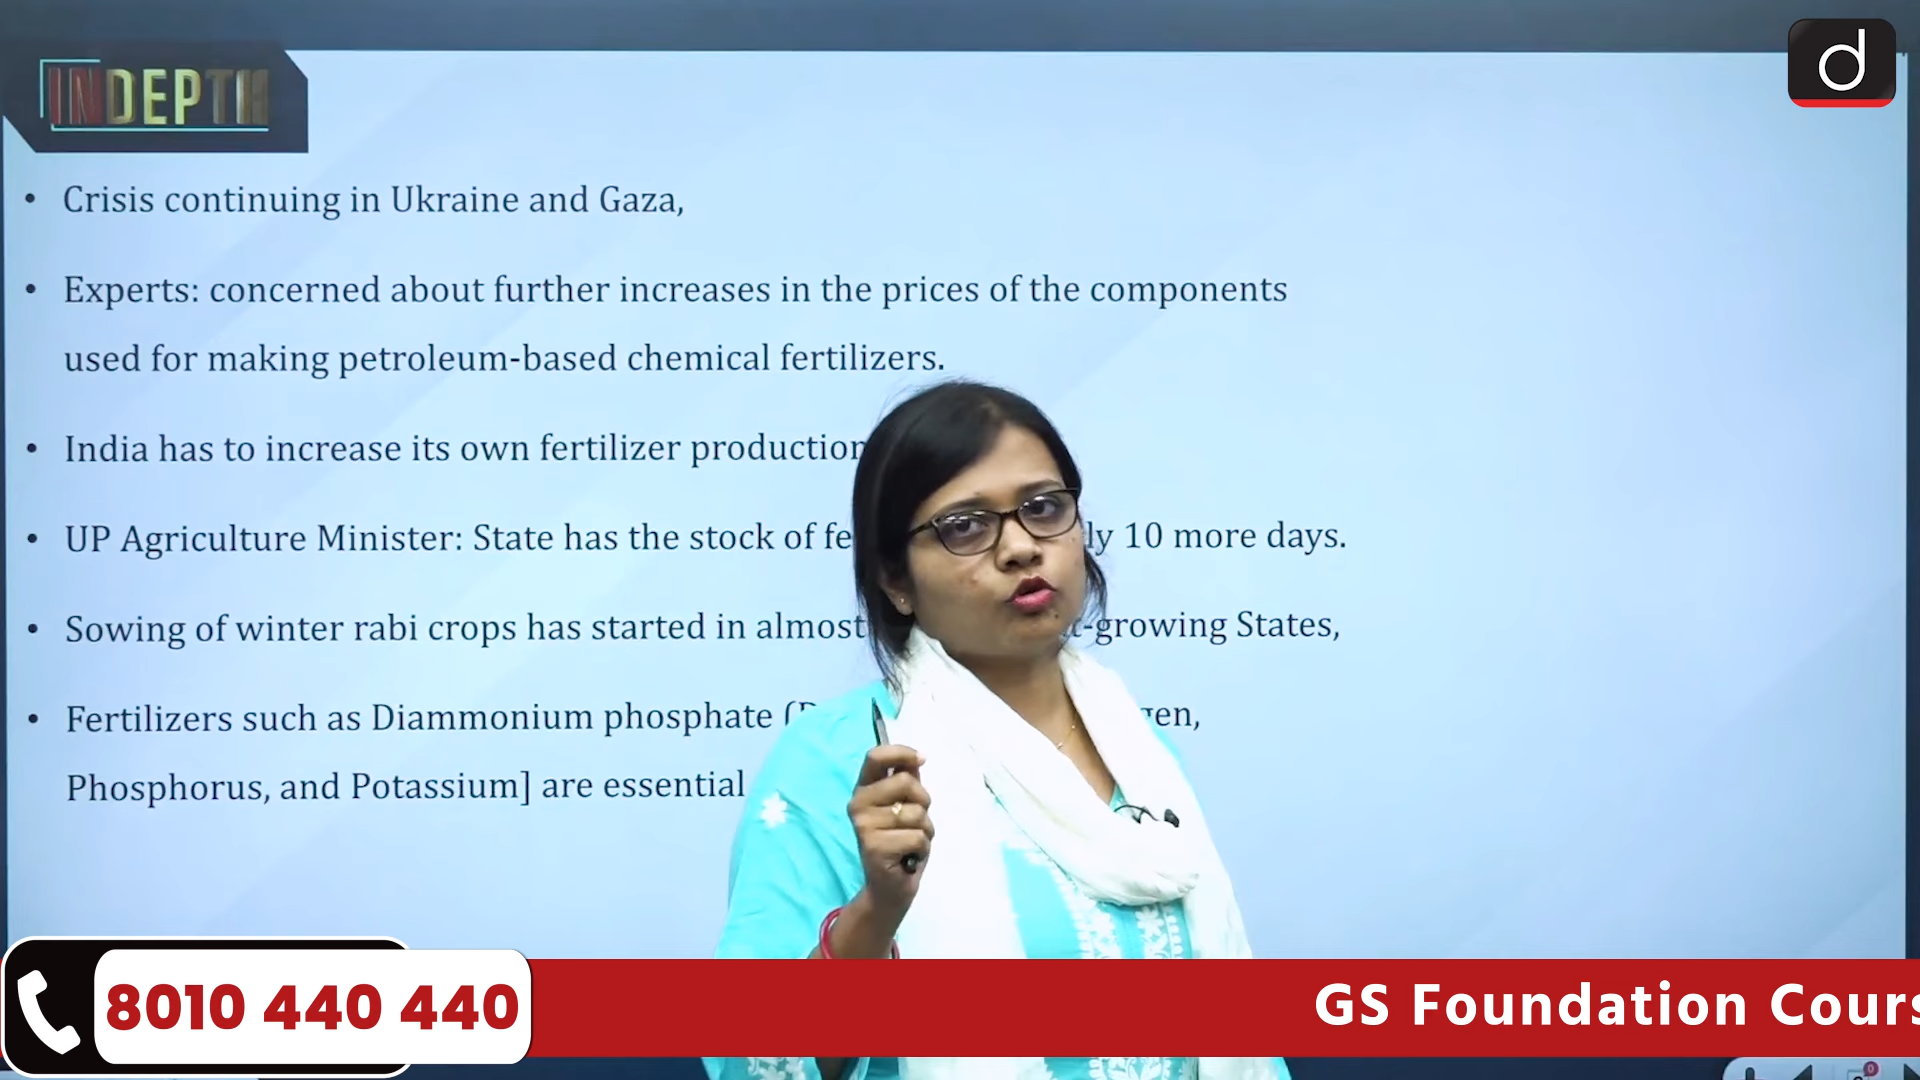 INDEPTH
d
• Crisis continuing in Ukraine and Gaza,
• Experts: concerned about further increases in the prices of the components
used for making petroleum-based chemical fertilizers.
• India has to increase its own fertilizer production
• UP Agriculture Minister: State has the stock of 10 more days.
• Sowing of winter rabi crops has started in almost -growing States,
• Fertilizers such as Diammonium phosphate
Phosphorus, and Potassium] are essential
8010 440 440
GS Foundation Cours
0